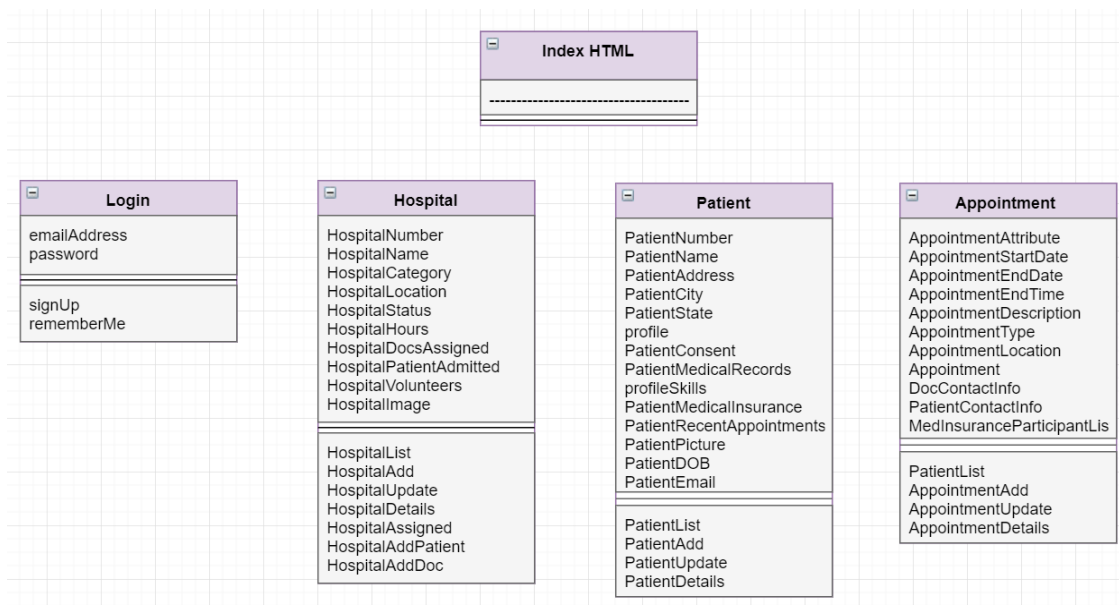 Index HTML
--------------------------------------
Login
emailAddress
password
signUp
rememberMe
Hospital
HospitalNumber
HospitalName
HospitalCategory
HospitalLocation
HospitalStatus
HospitalHours
HospitalDocsAssigned
HospitalPatientAdmitted
HospitalVolunteers
HospitalImage
HospitalList
HospitalAdd
HospitalUpdate
HospitalDetails
HospitalAssigned
HospitalAddPatient
HospitalAddDoc
Patient
PatientNumber
PatientName
PatientAddress
PatientCity
PatientState
profile
PatientConsent
PatientMedicalRecords
profileSkills
PatientMedicalInsurance
PatientRecentAppointments
PatientPicture
PatientDOB
PatientEmail
PatientList
PatientAdd
PatientUpdate
PatientDetails
Appointment
AppointmentAttribute
AppointmentStartDate
AppointmentEndDate
AppointmentEndTime
AppointmentDescription
AppointmentType
AppointmentLocation
Appointment
DocContactInfo
PatientContactInfo
MedInsuranceParticipantLis
PatientList
AppointmentAdd
AppointmentUpdate
AppointmentDetails